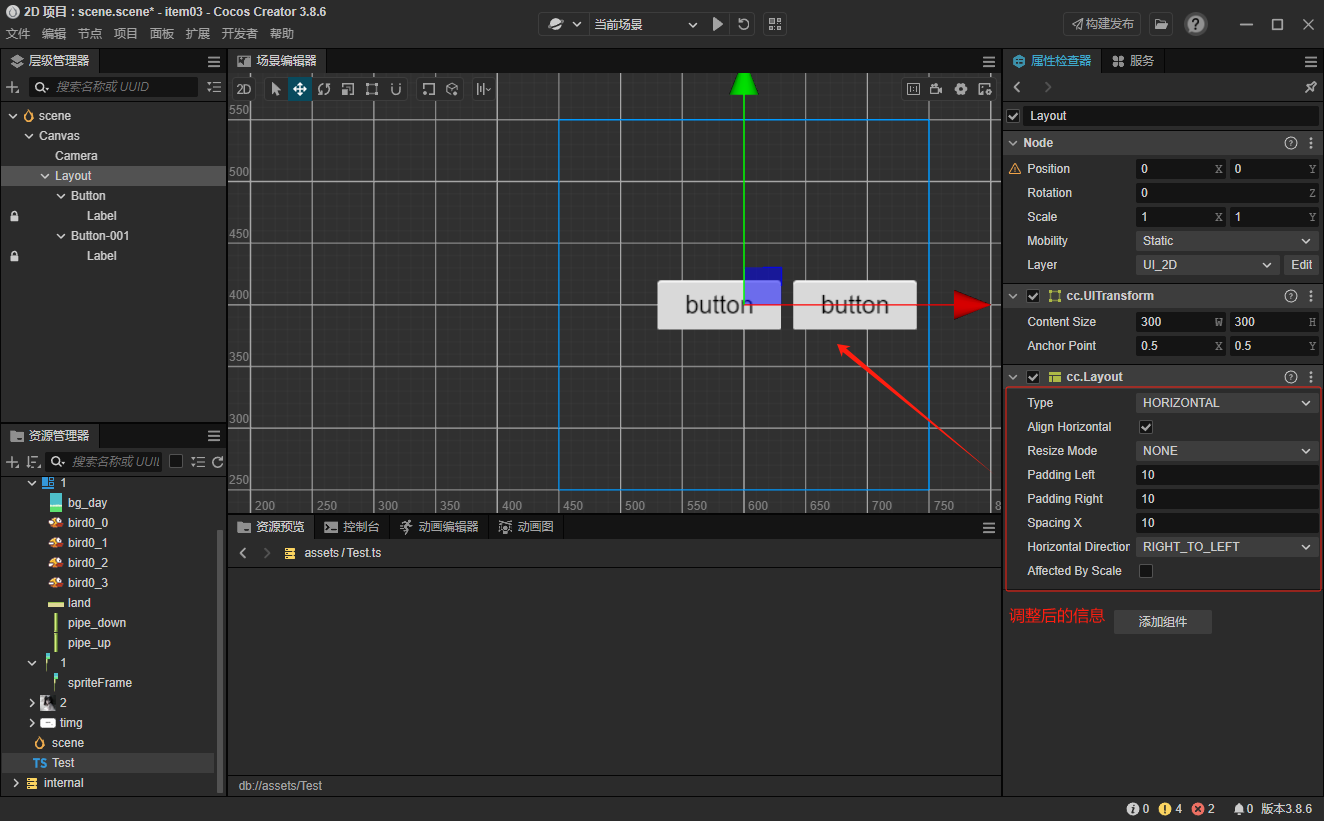 2D 项目 : scene.scene* - item03 - Cocos Creator 3.8.6
文件 编辑 节点 项目 面板 扩展 开发者 帮助
当前场景
构建发布
层级管理器
搜索名称或 UUID
scene
Canvas
Camera
Layout
Button
Label
Button-001
Label
资源管理器
搜索名称或 UUI
1
bg_day
bird0_0
bird0_1
bird0_2
bird0_3
land
pipe_down
pipe_up
1
spriteFrame
2
timg
scene
TS Test
internal
场景编辑器
2D
550
500
450
400
350
300
250
200 250 300 350 400 450 500 550 600 650 700 750 8
button button
资源预览 控制台 动画编辑器 动画图
assets / Test.ts
db://assets/Test
属性检查器 服务
Layout
Node
Position 0 X 0 Y
Rotation 0 Z
Scale 1 X 1 Y
Mobility Static
Layer UI_2D Edit
cc.UITransform
Content Size 300 W 300 H
Anchor Point 0.5 X 0.5 Y
cc.Layout
Type HORIZONTAL
Align Horizontal
Resize Mode NONE
Padding Left 10
Padding Right 10
Spacing X 10
Horizontal Direction RIGHT_TO_LEFT
Affected By Scale
调整后的信息
添加组件
0 4 2 0 版本3.8.6